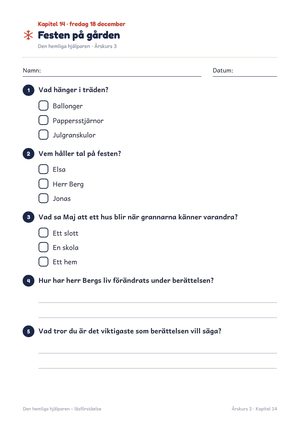 Kapitel 14 · fredag 18 december
Festen på gården
Den hemliga hjälparen · Årskurs 3
Namn:
Datum:
1 Vad hänger i träden?
Ballonger
Pappersstjärnor
Julgranskulor
2 Vem håller tal på festen?
Elsa
Herr Berg
Jonas
3 Vad sa Maj att ett hus blir när grannarna känner varandra?
Ett slott
En skola
Ett hem
4 Hur har herr Bergs liv förändrats under berättelsen?
5 Vad tror du är det viktigaste som berättelsen vill säga?
Den hemliga hjälparen – läsförståelse
Årskurs 3 · Kapitel 14